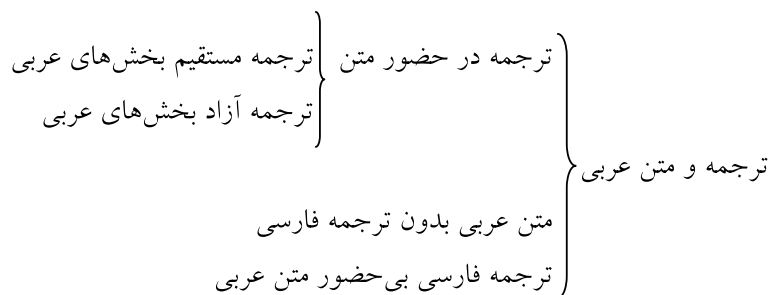 ترجمه و متن عربی
ترجمه در حضور متن
ترجمه مستقیم بخش‌های عربی
ترجمه آزاد بخش‌های عربی
متن عربی بدون ترجمه فارسی
ترجمه فارسی بی‌حضور متن عربی